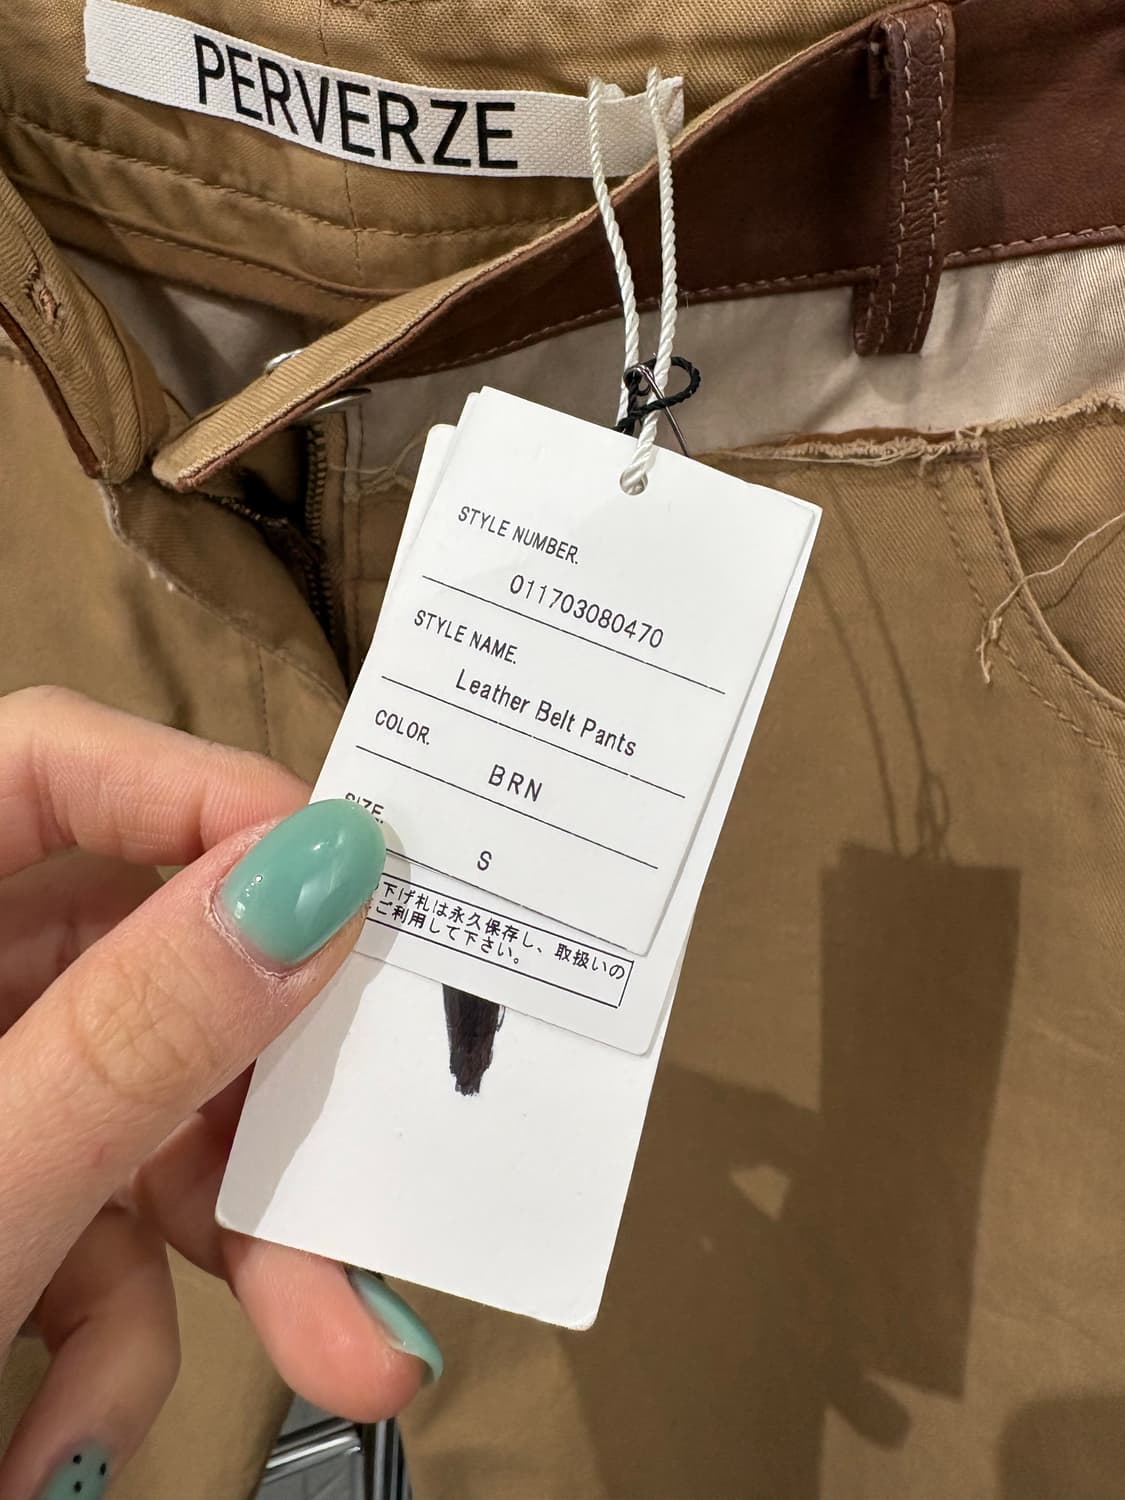 PERVERZE
STYLE NUMBER.
011703080470
STYLE NAME.
Leather Belt Pants
COLOR.
BRN
SIZE.
S
下げ札は永久保存し、取扱いの
ご利用して下さい。